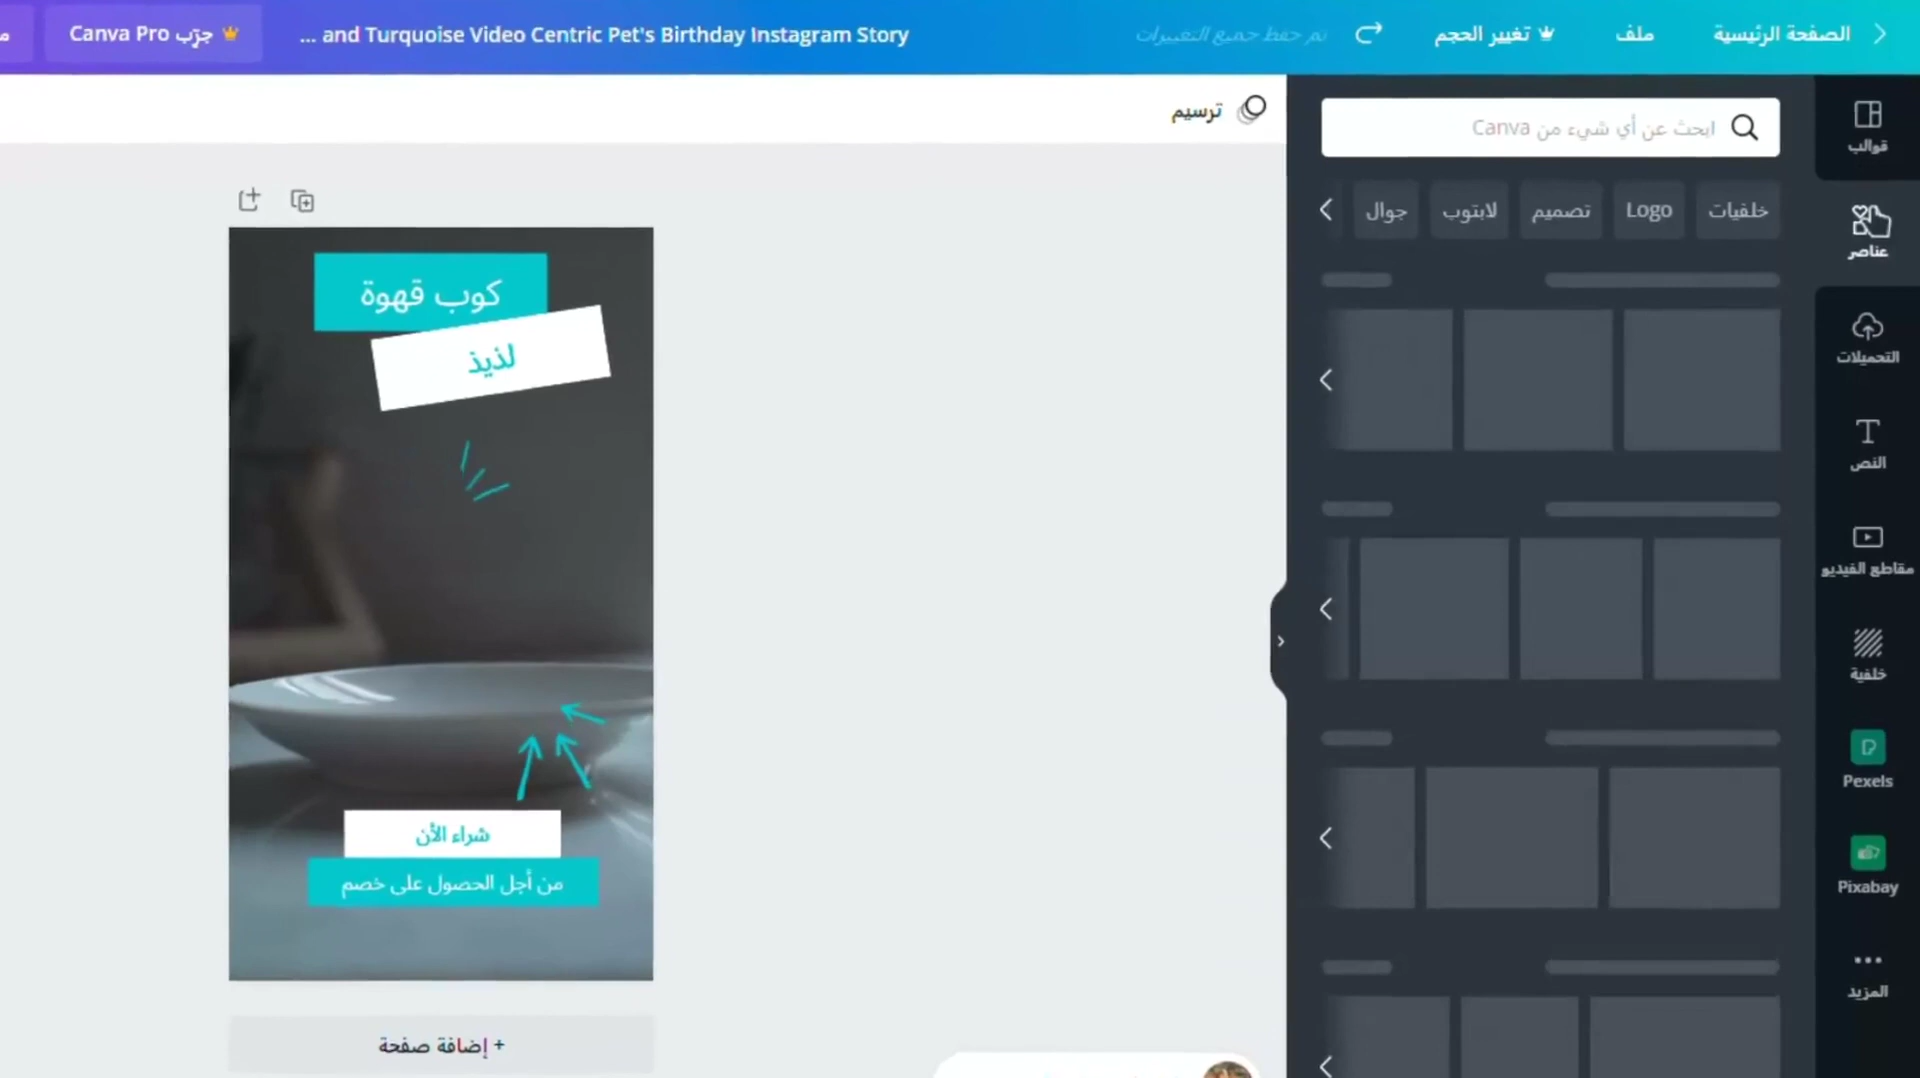 الصفحة الرئيسية
ملف
تغيير الحجم
تم حفظ جميع التغييرات
... and Turquoise Video Centric Pet's Birthday Instagram Story
جرّب Canva Pro
ترسيم
ابحث عن أي شيء من Canva
خلفيات
Logo
تصميم
لابتوب
جوال
قوالب
عناصر
التحميلات
النص
مقاطع الفيديو
خلفية
Pexels
Pixabay
المزيد
كوب قهوة
لذيذ
شراء الأن
من أجل الحصول على خصم
+ إضافة صفحة